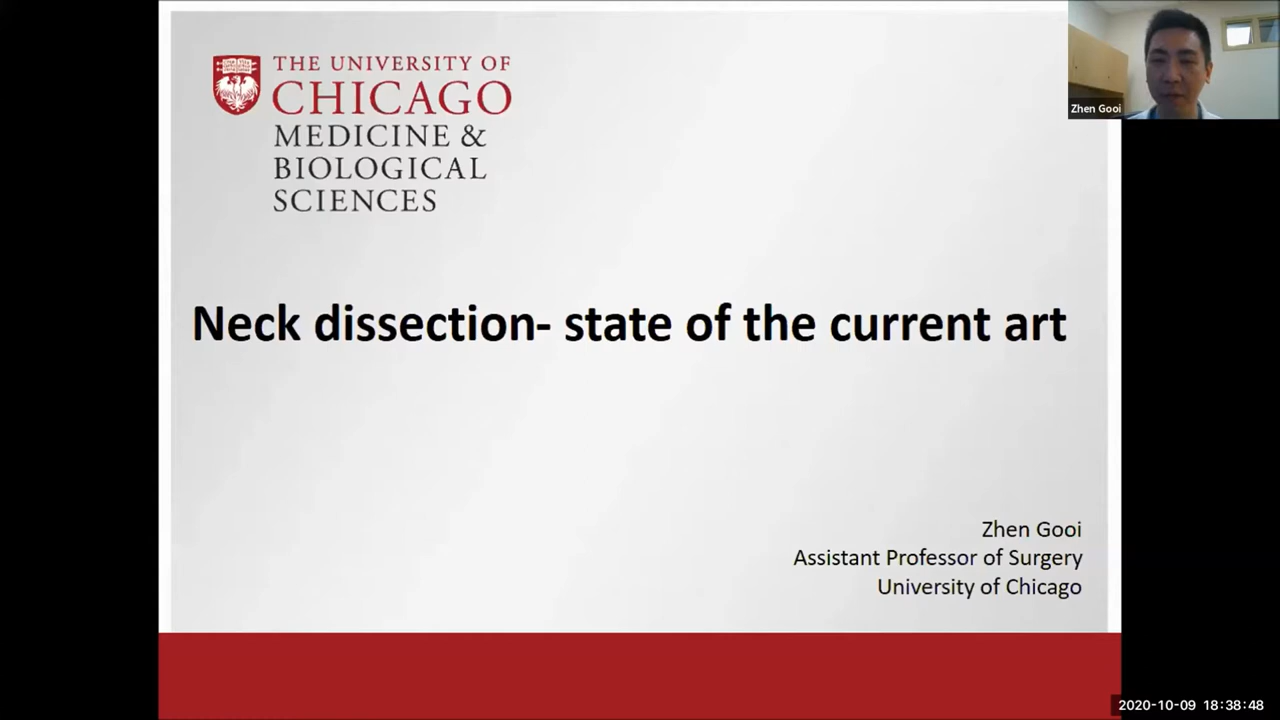 THE UNIVERSITY OF
CHICAGO
MEDICINE &
BIOLOGICAL
SCIENCES
Zhen Gooi
Neck dissection- state of the current art
Zhen Gooi
Assistant Professor of Surgery
University of Chicago
2020-10-09 18:38:48